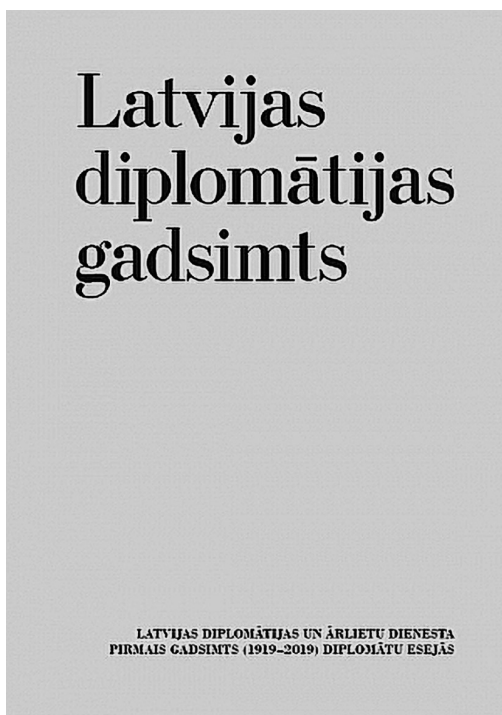 Latvijas
diplomātijas
gadsimts
LATVIJAS DIPLOMĀTIJAS UN ĀRLIETU DIENESTA
PIRMAIS GADSIMTS (1919–2019) DIPLOMĀTU ESEJĀS